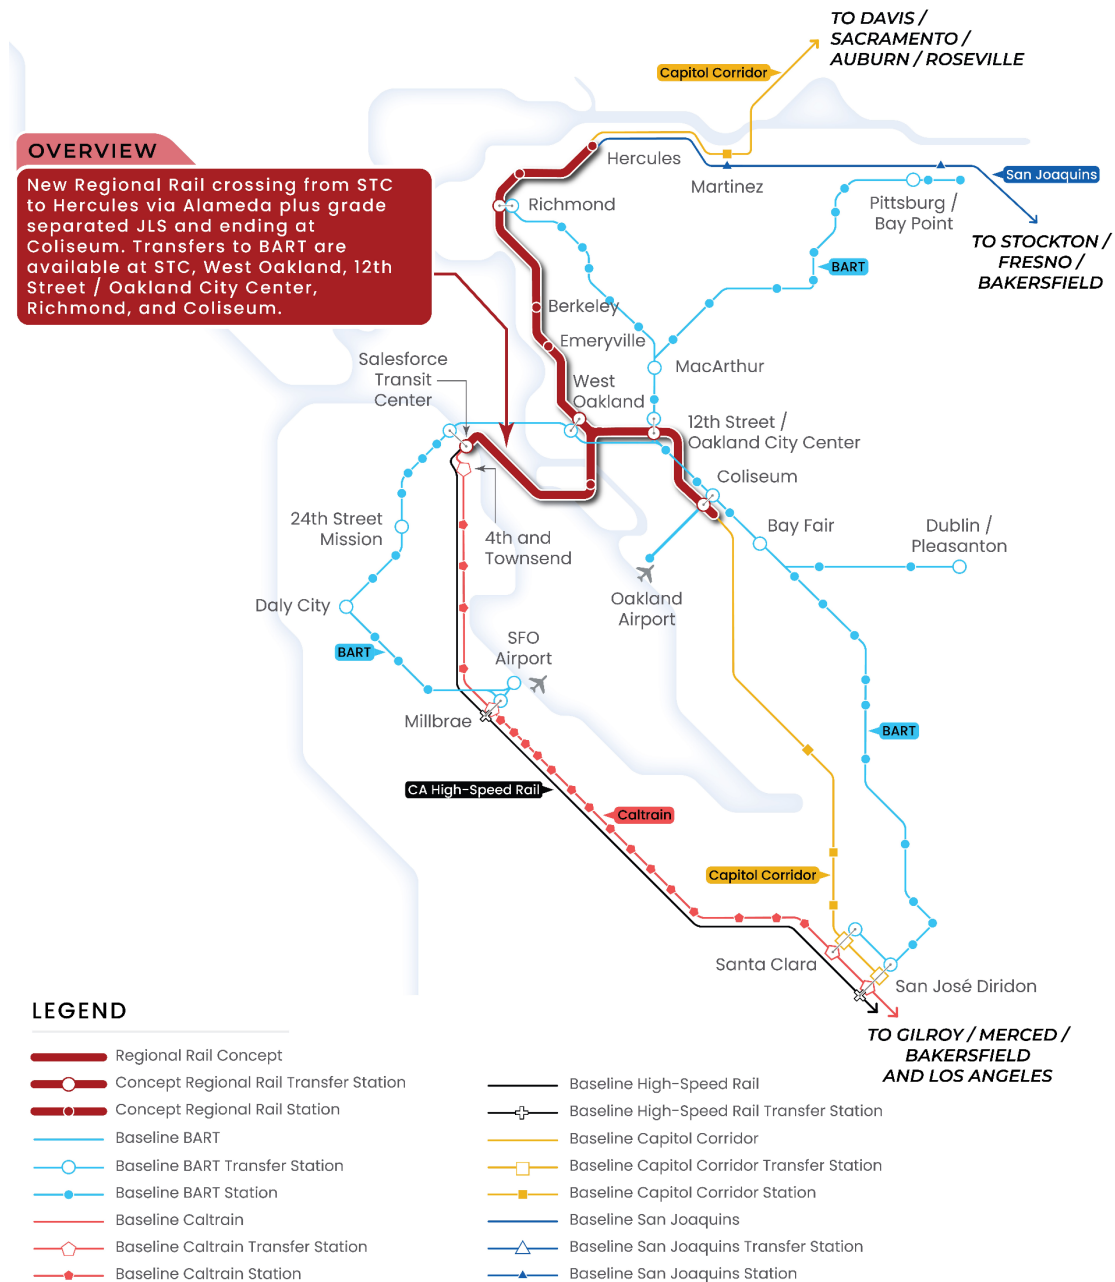 TO DAVIS /
SACRAMENTO /
AUBURN / ROSEVILLE
Capitol Corridor
OVERVIEW
New Regional Rail crossing from STC
to Hercules via Alameda plus grade
separated JLS and ending at
Coliseum. Transfers to BART are
available at STC, West Oakland, 12th
Street / Oakland City Center,
Richmond, and Coliseum.
Hercules
Martinez
San Joaquins
Richmond
Pittsburg /
Bay Point
TO STOCKTON /
FRESNO /
BAKERSFIELD
BART
Berkeley
Emeryville
Salesforce
Transit
Center
MacArthur
West
Oakland
12th Street /
Oakland City Center
Coliseum
24th Street
Mission
4th and
Townsend
Bay Fair
Dublin /
Pleasanton
Daly City
Oakland
Airport
SFO
Airport
BART
Millbrae
BART
CA High-Speed Rail
Caltrain
Capitol Corridor
Santa Clara
San José Diridon
TO GILROY / MERCED /
BAKERSFIELD
AND LOS ANGELES
LEGEND
Regional Rail Concept
Concept Regional Rail Transfer Station
Concept Regional Rail Station
Baseline BART
Baseline BART Transfer Station
Baseline BART Station
Baseline Caltrain
Baseline Caltrain Transfer Station
Baseline Caltrain Station
Baseline High-Speed Rail
Baseline High-Speed Rail Transfer Station
Baseline Capitol Corridor
Baseline Capitol Corridor Transfer Station
Baseline Capitol Corridor Station
Baseline San Joaquins
Baseline San Joaquins Transfer Station
Baseline San Joaquins Station